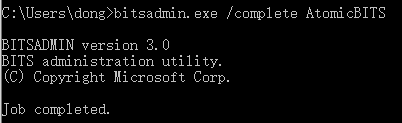 C:\Users\dong>bitsadmin.exe /complete AtomicBITS
BITSADMIN version 3.0
BITS administration utility.
(C) Copyright Microsoft Corp.
Job completed.